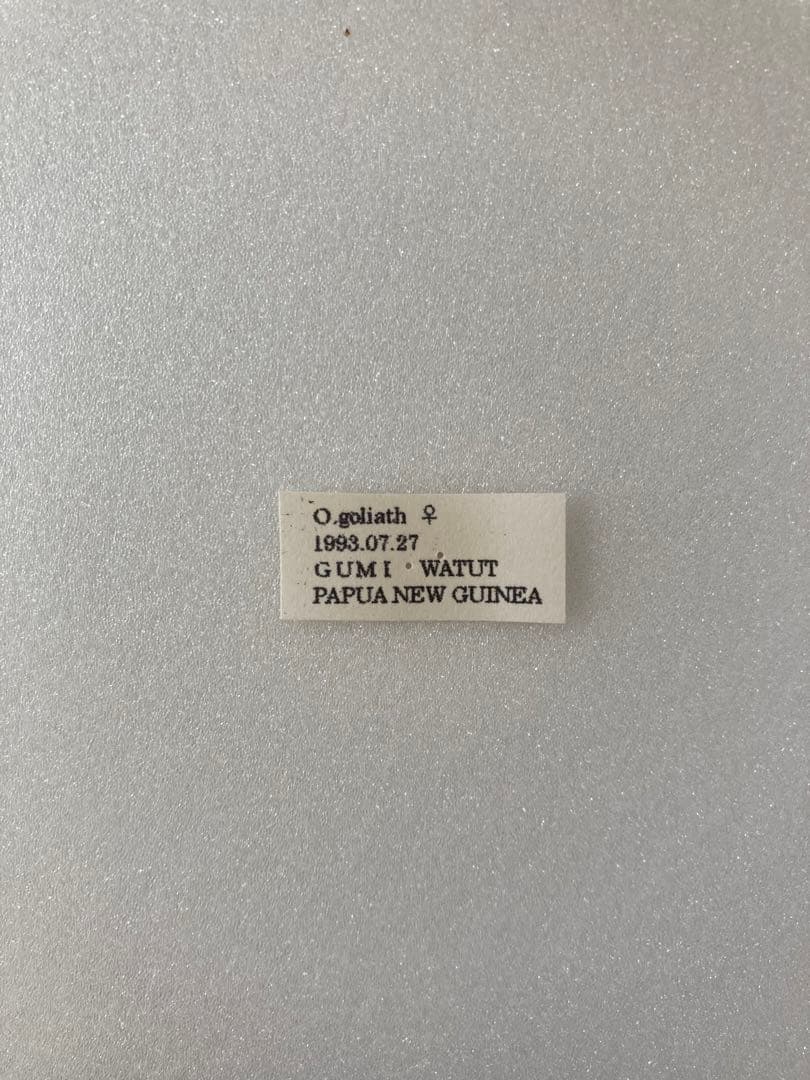 O.goliath ♀
1993.07.27
GUMI WATUT
PAPUA NEW GUINEA